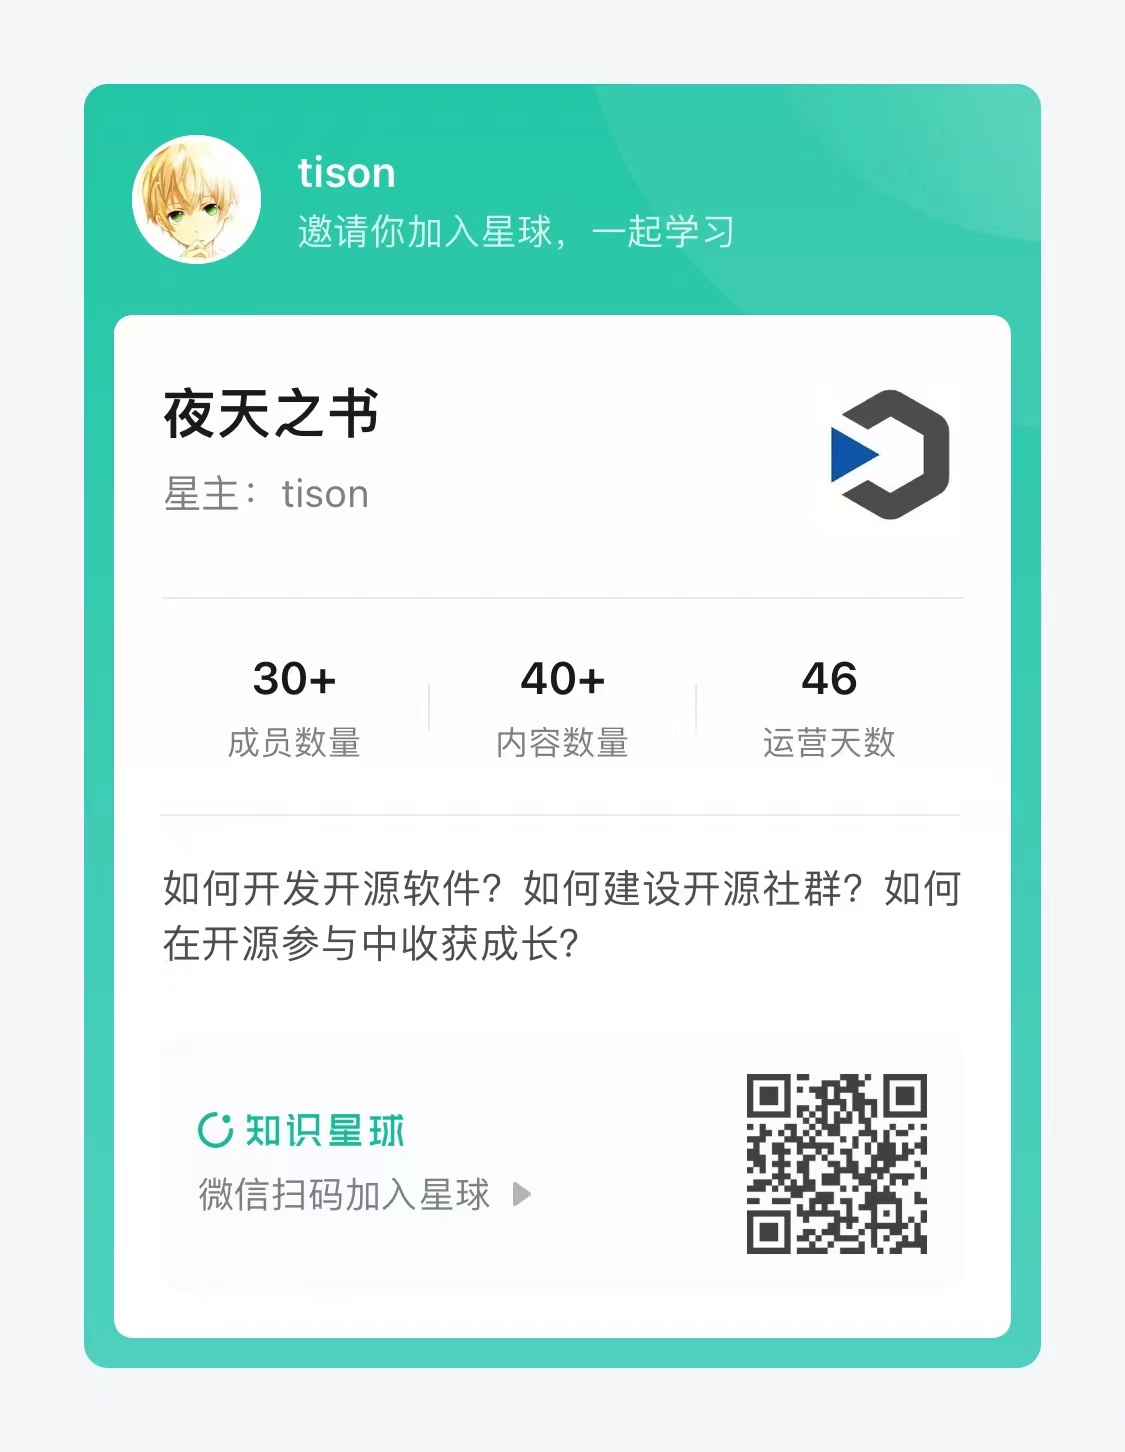 tison
邀请你加入星球，一起学习
夜天之书
星主：tison
30+
40+
46
成员数量
内容数量
运营天数
如何开发开源软件？如何建设开源社群？如何
在开源参与中收获成长？
知识星球
微信扫码加入星球